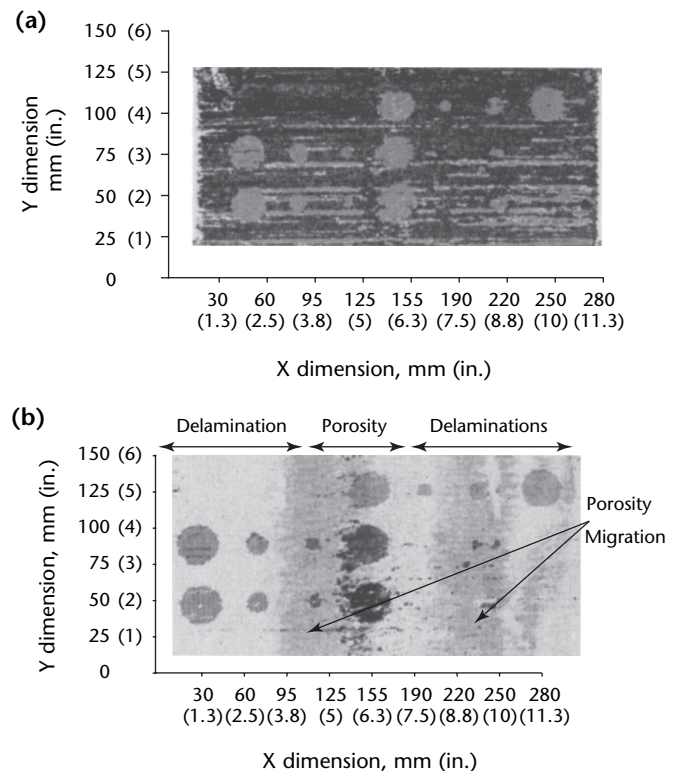 (a)
150 (6)
125 (5)
100 (4)
75 (3)
50 (2)
25 (1)
0
Y dimension
mm (in.)
30 60 95 125 155 190 220 250 280
(1.3) (2.5) (3.8) (5) (6.3) (7.5) (8.8) (10) (11.3)
X dimension, mm (in.)
(b)
Delamination Porosity Delaminations
150 (6)
125 (5)
100 (4)
75 (3)
50 (2)
25 (1)
0
Y dimension, mm (in.)
Porosity
Migration
30 60 95 125 155 190 220 250 280
(1.3) (2.5) (3.8) (5) (6.3) (7.5) (8.8) (10) (11.3)
X dimension, mm (in.)